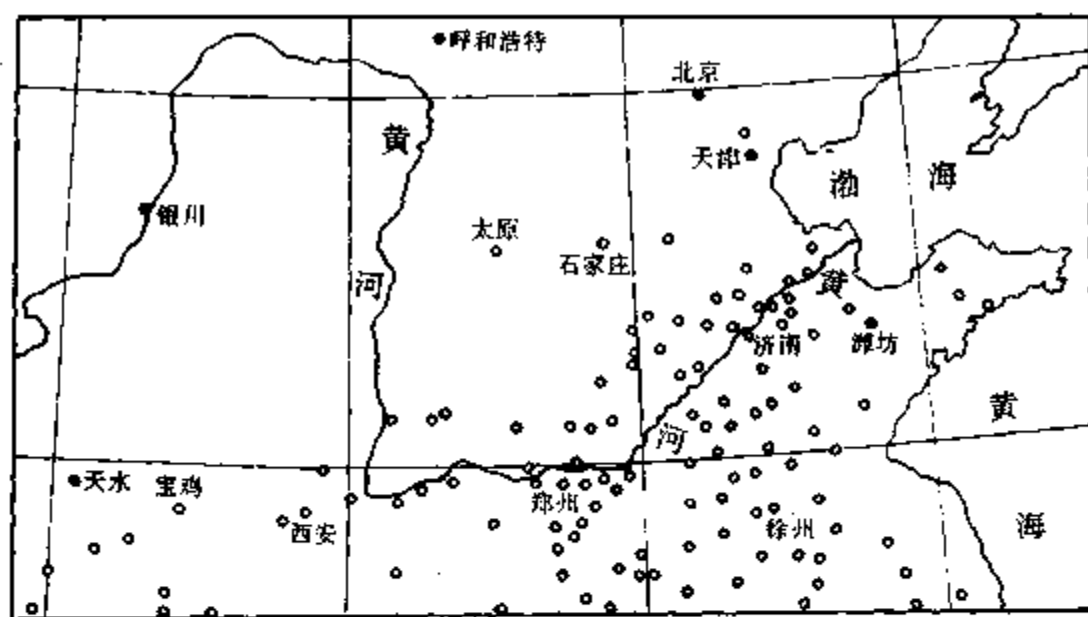 呼和浩特
北京
黄
天津
渤
海
银川
太原
石家庄
河
黄
济南
潍坊
黄
河
天水
宝鸡
郑州
西安
徐州
海